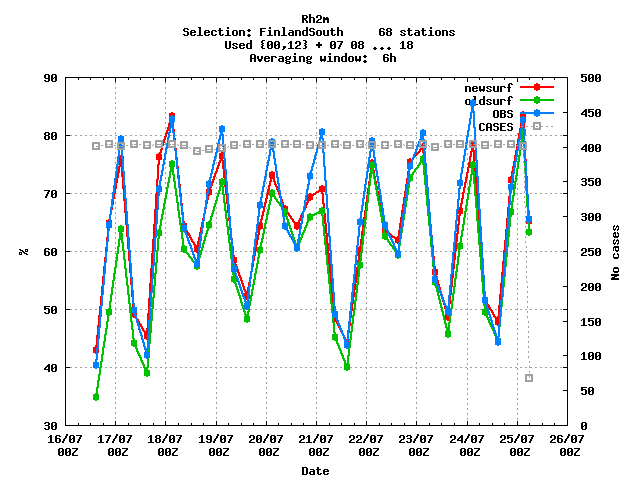 Rh2m
Selection: FinlandSouth 68 stations
Used {00,12} + 07 08 ... 18
Averaging window: 6h
90 500
newsurf
oldsurf
450
OBS
CASES
80 400
350
70
300
60 250
%
No cases
200
50
150
40 100
50
30 0
16/07 17/07 18/07 19/07 20/07 21/07 22/07 23/07 24/07 25/07 26/07
00Z 00Z 00Z 00Z 00Z 00Z 00Z 00Z 00Z 00Z 00Z
Date